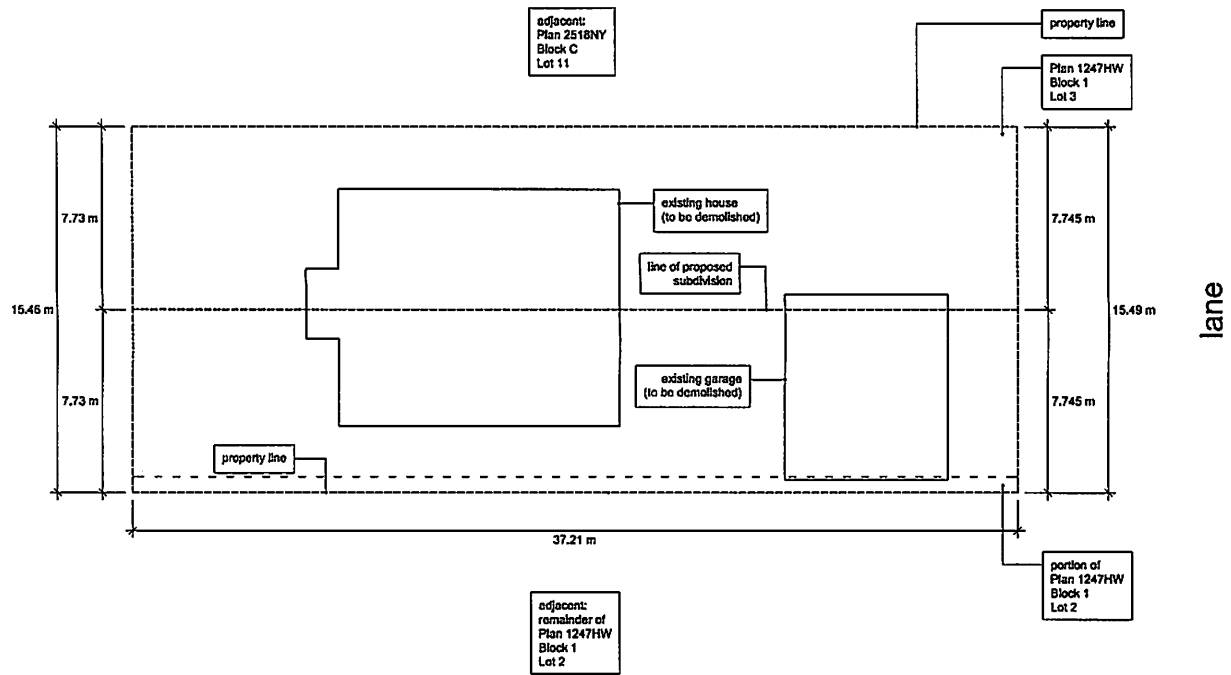 adjacent:
Plan 2518NY
Block C
Lot 11
property line
Plan 1247HW
Block 1
Lot 3
7.73 m
existing house
(to be demolished)
7.745 m
line of proposed
subdivision
15.46 m
15.49 m
lane
existing garage
(to be demolished)
7.73 m
7.745 m
property line
37.21 m
portion of
Plan 1247HW
Block 1
Lot 2
adjacent:
remainder of
Plan 1247HW
Block 1
Lot 2